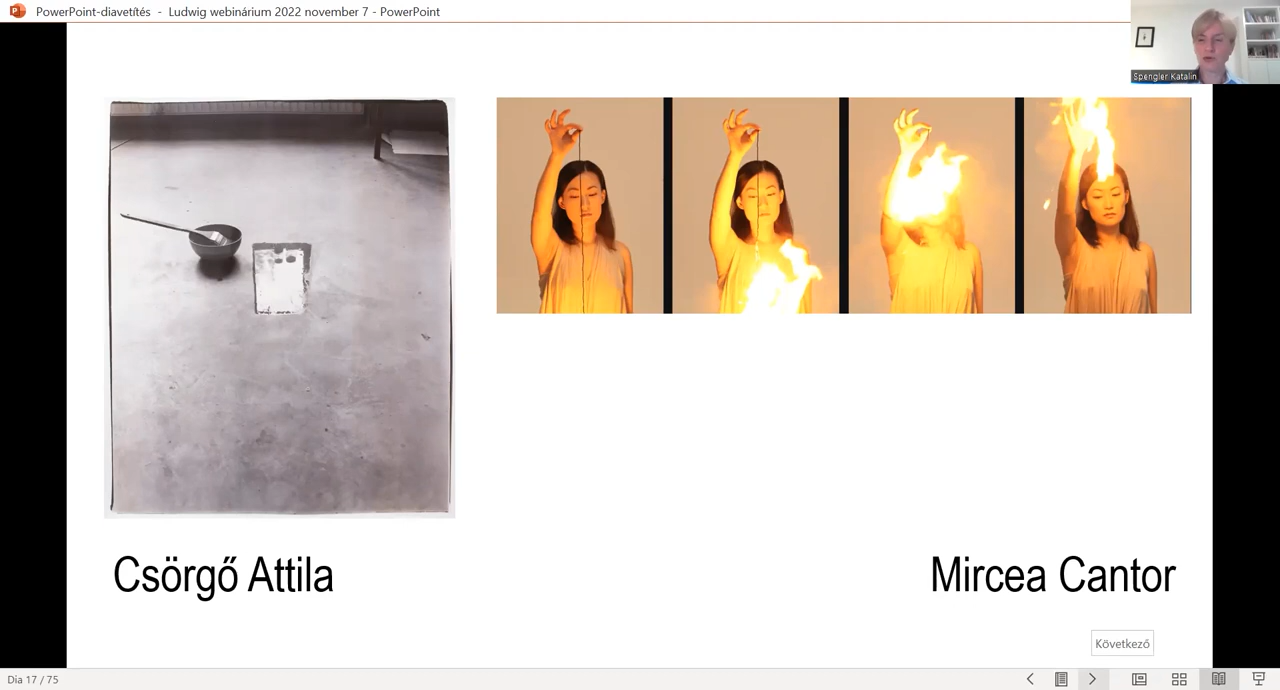 PowerPoint-diavetítés - Ludwig webinárium 2022 november 7 - PowerPoint
Spengler Katalin
Csörgő Attila
Mircea Cantor
Következő
Dia 17 / 75